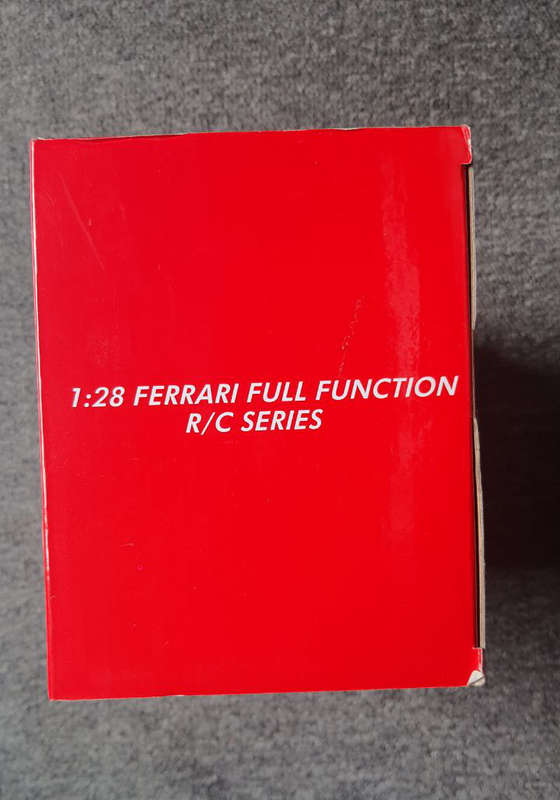 1:28 FERRARI FULL FUNCTION
R/C SERIES